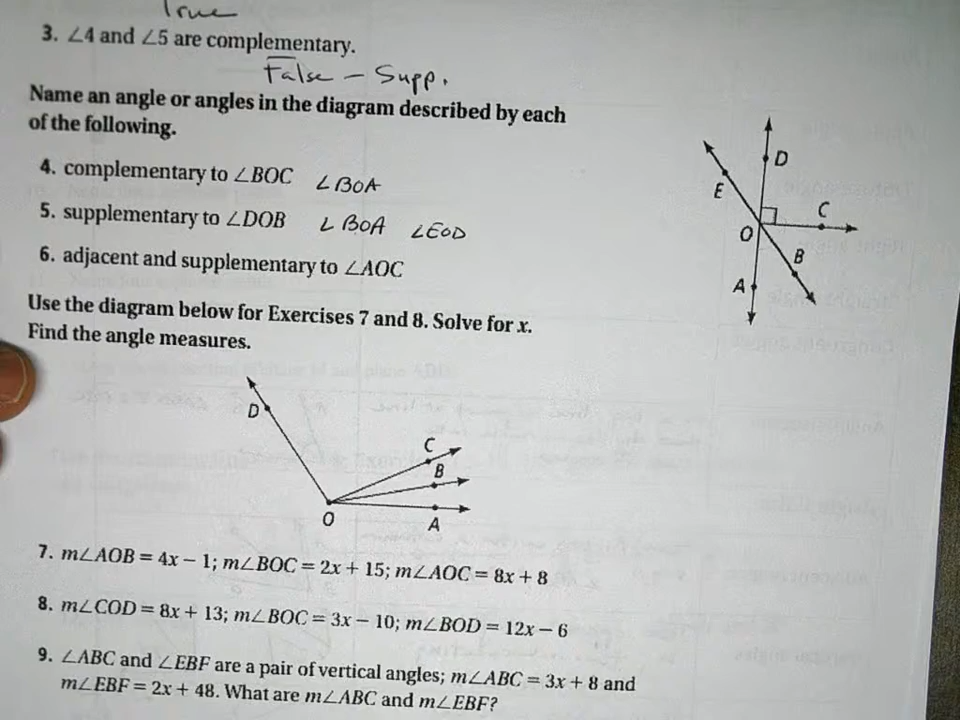 True
3. ∠4 and ∠5 are complementary.
False – Supp.
Name an angle or angles in the diagram described by each
of the following.
4. complementary to ∠BOC ∠BOA
5. supplementary to ∠DOB ∠BOA ∠EOD
6. adjacent and supplementary to ∠AOC
D
E
C
O
B
A
Use the diagram below for Exercises 7 and 8. Solve for x.
Find the angle measures.
D
C
B
O
A
7. m∠AOB = 4x – 1; m∠BOC = 2x + 15; m∠AOC = 8x + 8
8. m∠COD = 8x + 13; m∠BOC = 3x – 10; m∠BOD = 12x – 6
9. ∠ABC and ∠EBF are a pair of vertical angles; m∠ABC = 3x + 8 and
m∠EBF = 2x + 48. What are m∠ABC and m∠EBF?